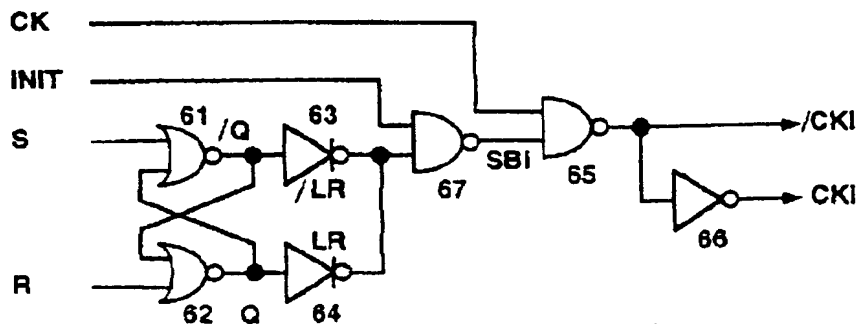 CK
INIT
61 /Q 63
S /CKi
/LR 67 SBi 65
LR CKi
66
R
62 Q 64